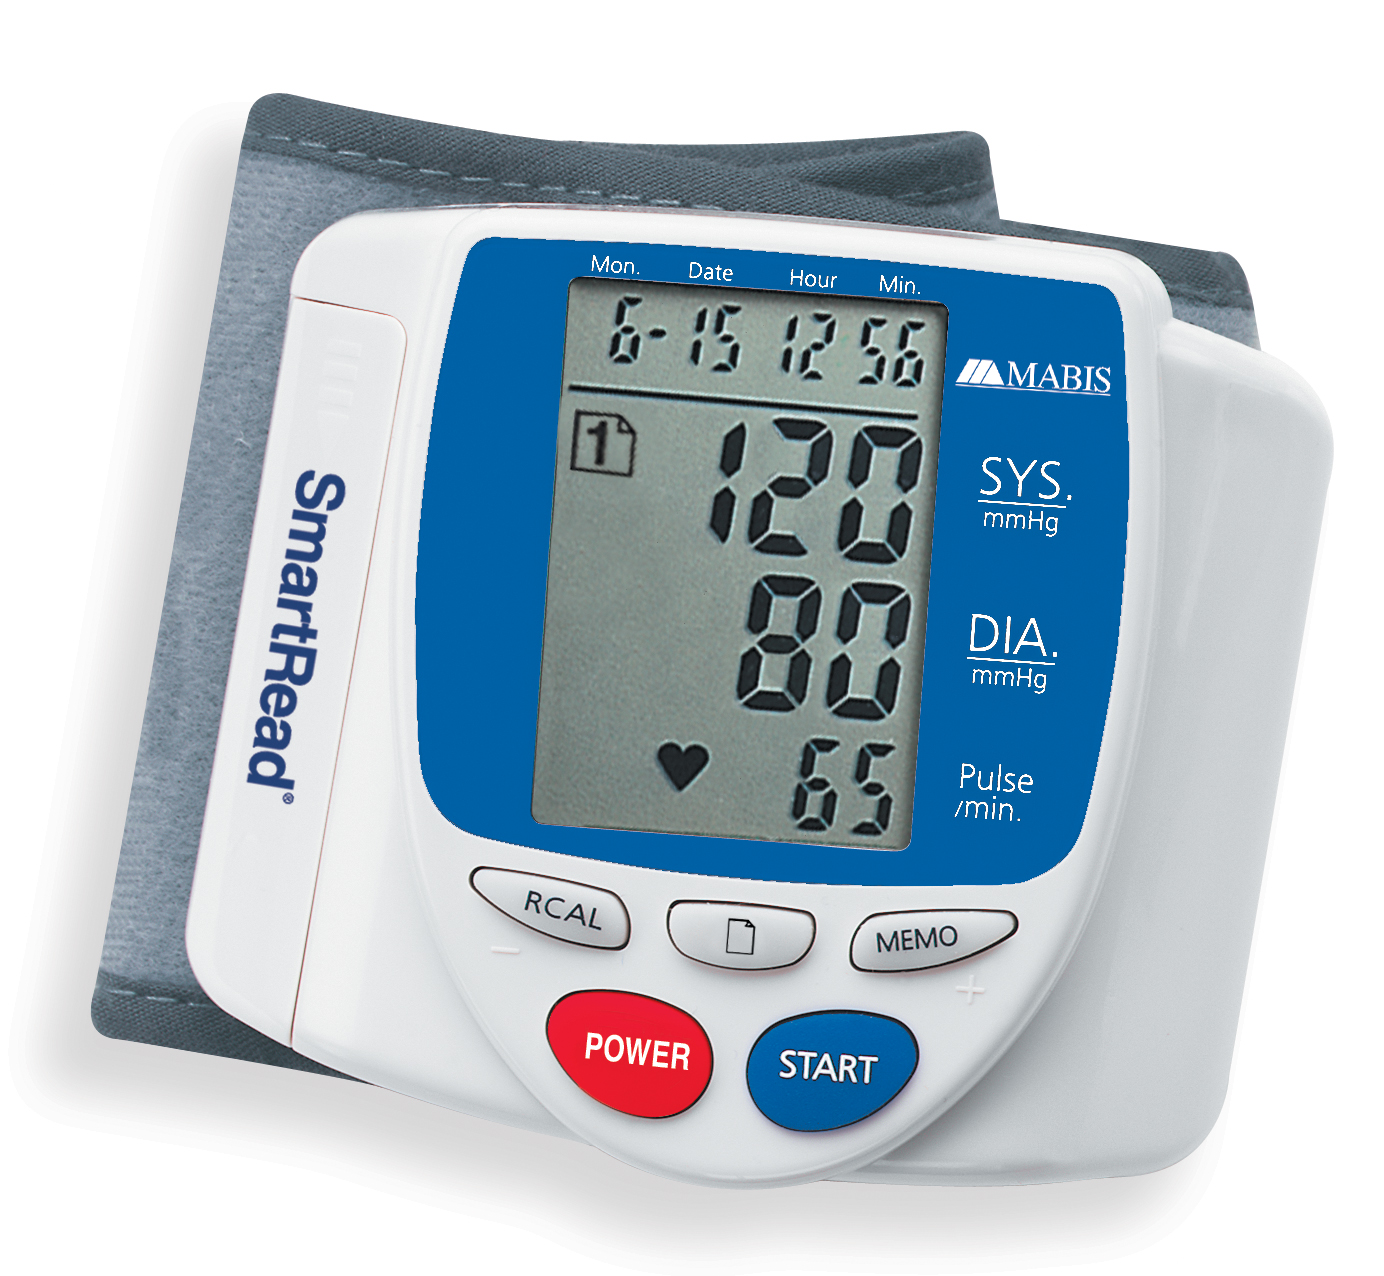 Mon. Date Hour Min.
6-15 12 56
MABIS
1
120
SYS.
mmHg
80
DIA.
mmHg
65
Pulse
/min.
SmartRead®
RCAL
MEMO
- +
POWER
START